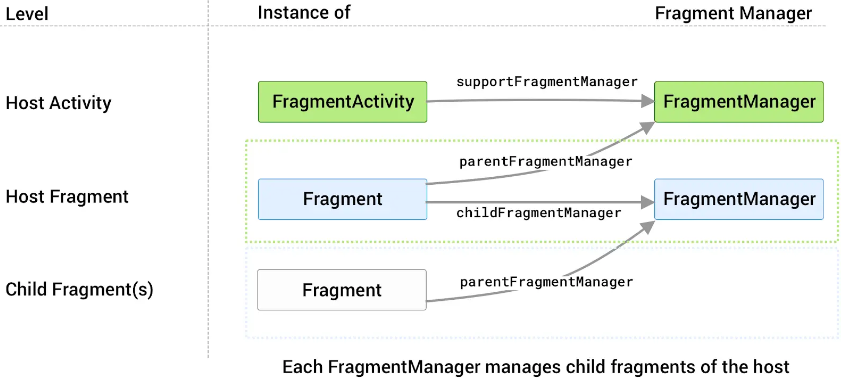 Level
Instance of
Fragment Manager
Host Activity
FragmentActivity
supportFragmentManager
FragmentManager
parentFragmentManager
Host Fragment
Fragment
childFragmentManager
FragmentManager
Child Fragment(s)
Fragment
parentFragmentManager
Each FragmentManager manages child fragments of the host